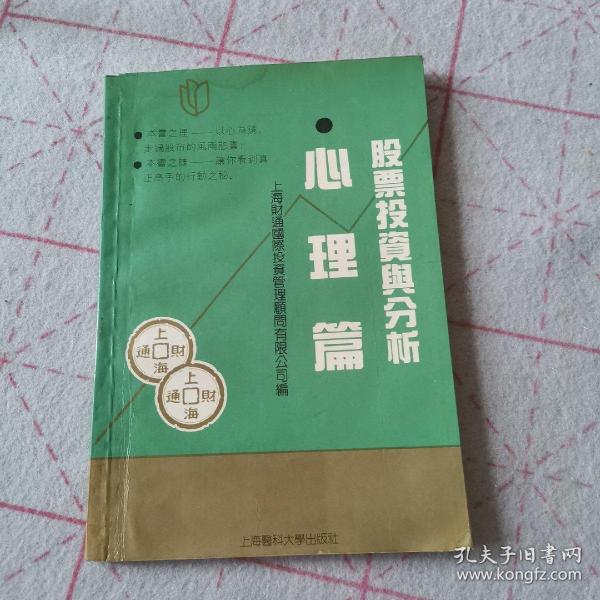 股票投資與分析
●心理篇
上海財通國際投資管理顧問有限公司編
● 本書之理——以心為鏡，
走過股市的風雨悲喜；
● 本書之謎——讓你看到真
正高手的行動之秘。
上海財通
上海財通
上海醫科大學出版社
孔夫子旧书网
www.kongfz.com